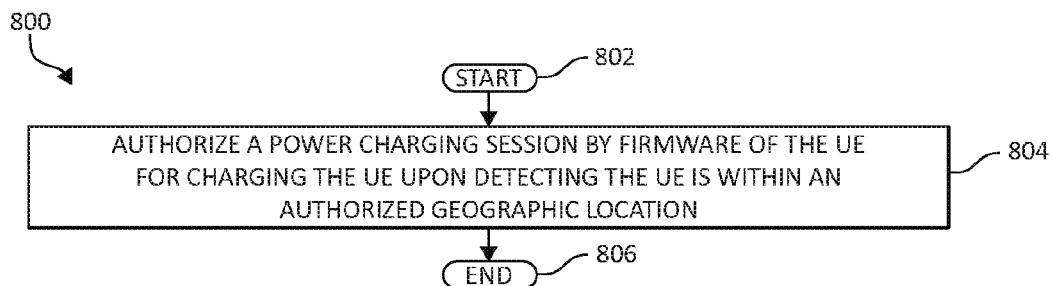 800
START
802
AUTHORIZE A POWER CHARGING SESSION BY FIRMWARE OF THE UE
FOR CHARGING THE UE UPON DETECTING THE UE IS WITHIN AN
AUTHORIZED GEOGRAPHIC LOCATION
804
END
806